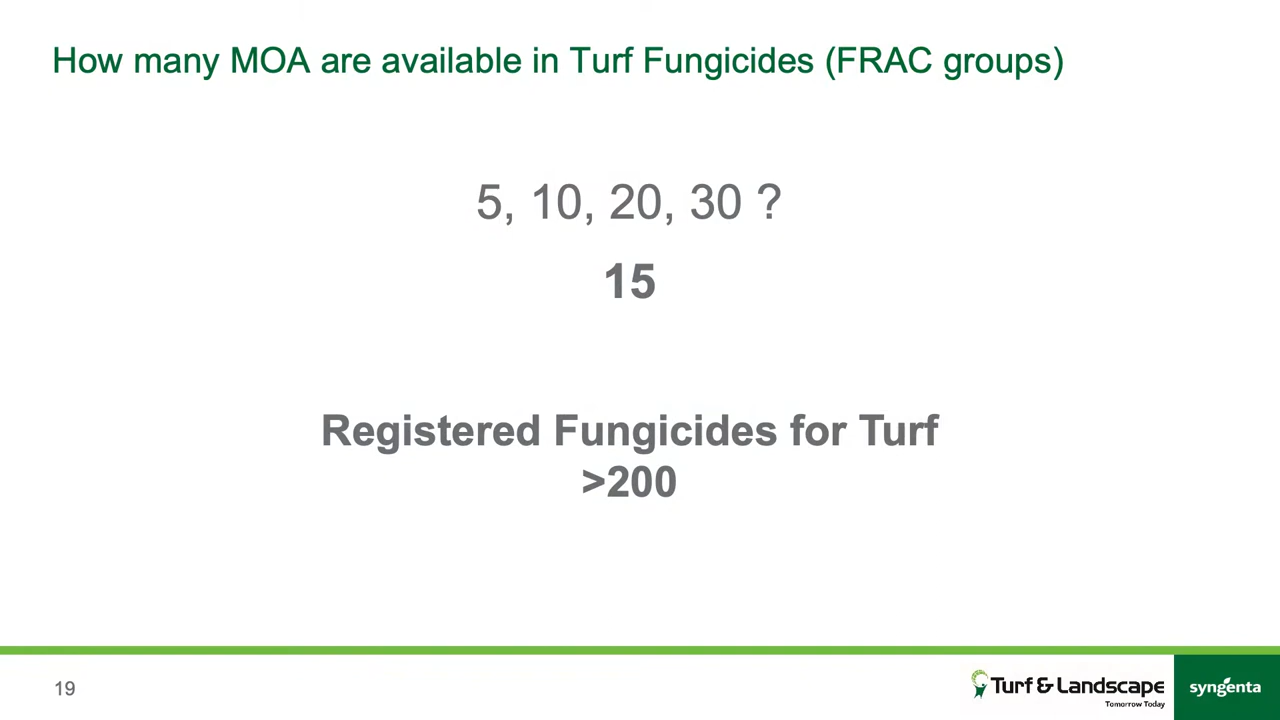 How many MOA are available in Turf Fungicides (FRAC groups)
5, 10, 20, 30 ?
15
Registered Fungicides for Turf
>200
19
Turf & Landscape
Tomorrow Today
syngenta